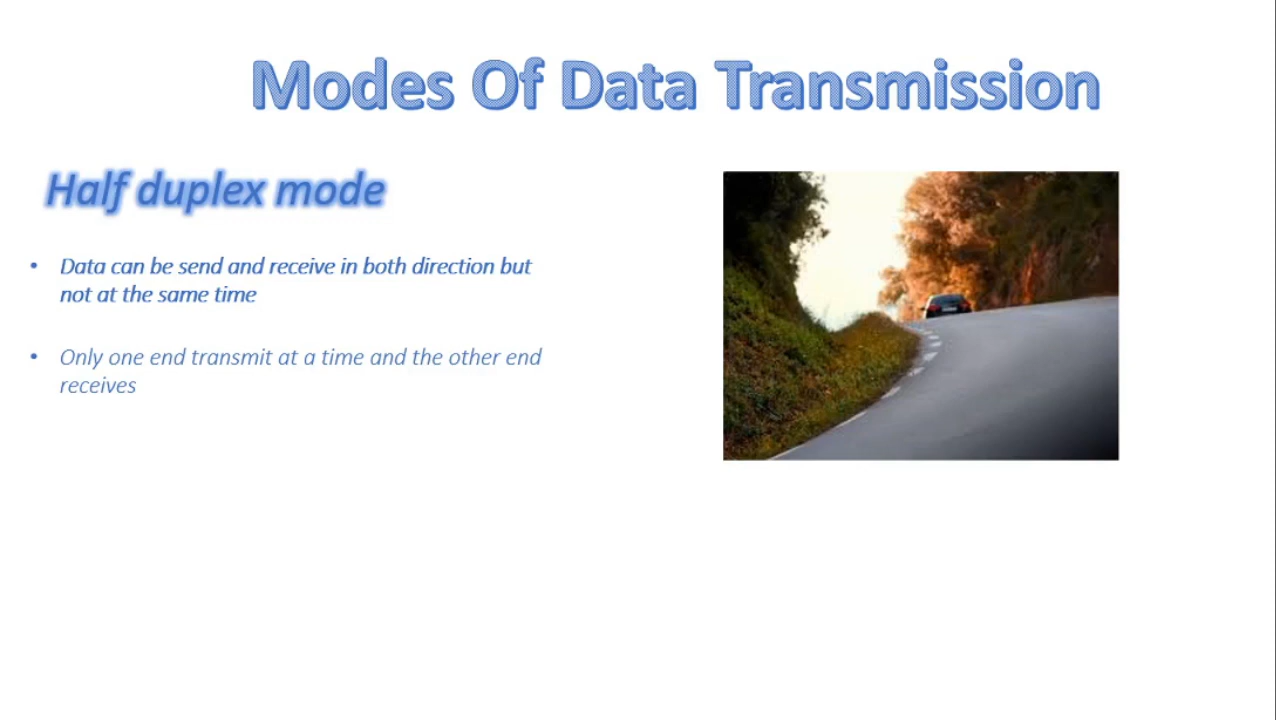 Modes Of Data Transmission
Half duplex mode
• Data can be send and receive in both direction but
not at the same time
• Only one end transmit at a time and the other end
receives